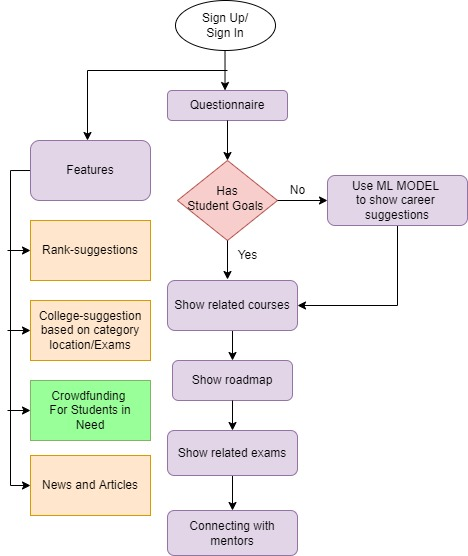 Sign Up/
Sign In
Questionnaire
Features
Has
Student Goals
No
Use ML MODEL
to show career
suggestions
Yes
Rank-suggestions
Show related courses
College-suggestion
based on category
location/Exams
Show roadmap
Crowdfunding
For Students in
Need
Show related exams
News and Articles
Connecting with
mentors